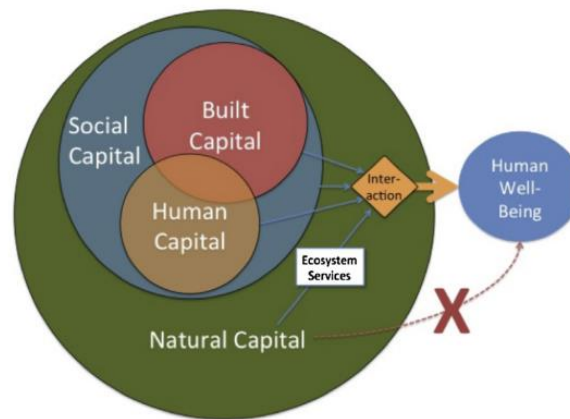 Social
Capital
Built
Capital
Human
Capital
Inter-
action
Human
Well-
Being
Ecosystem
Services
Natural Capital
X